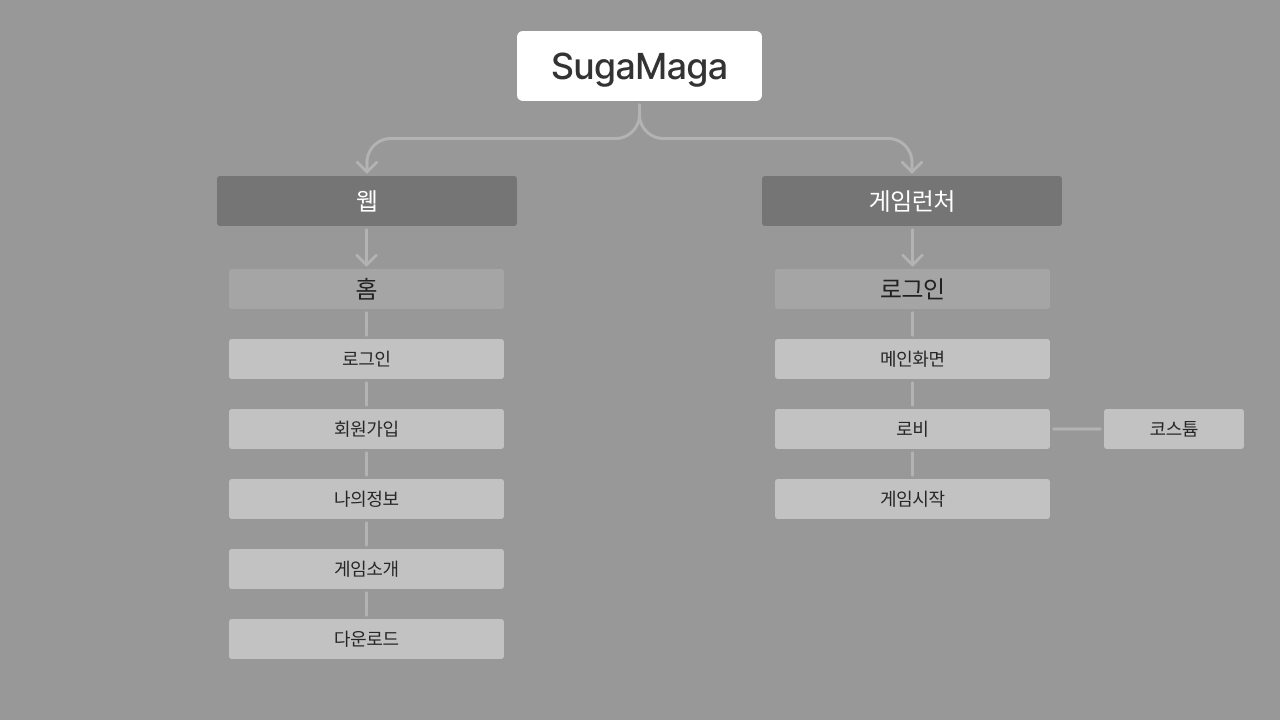 SugaMaga
웹
홈
로그인
회원가입
나의정보
게임소개
다운로드
게임런처
로그인
메인화면
로비
코스튬
게임시작